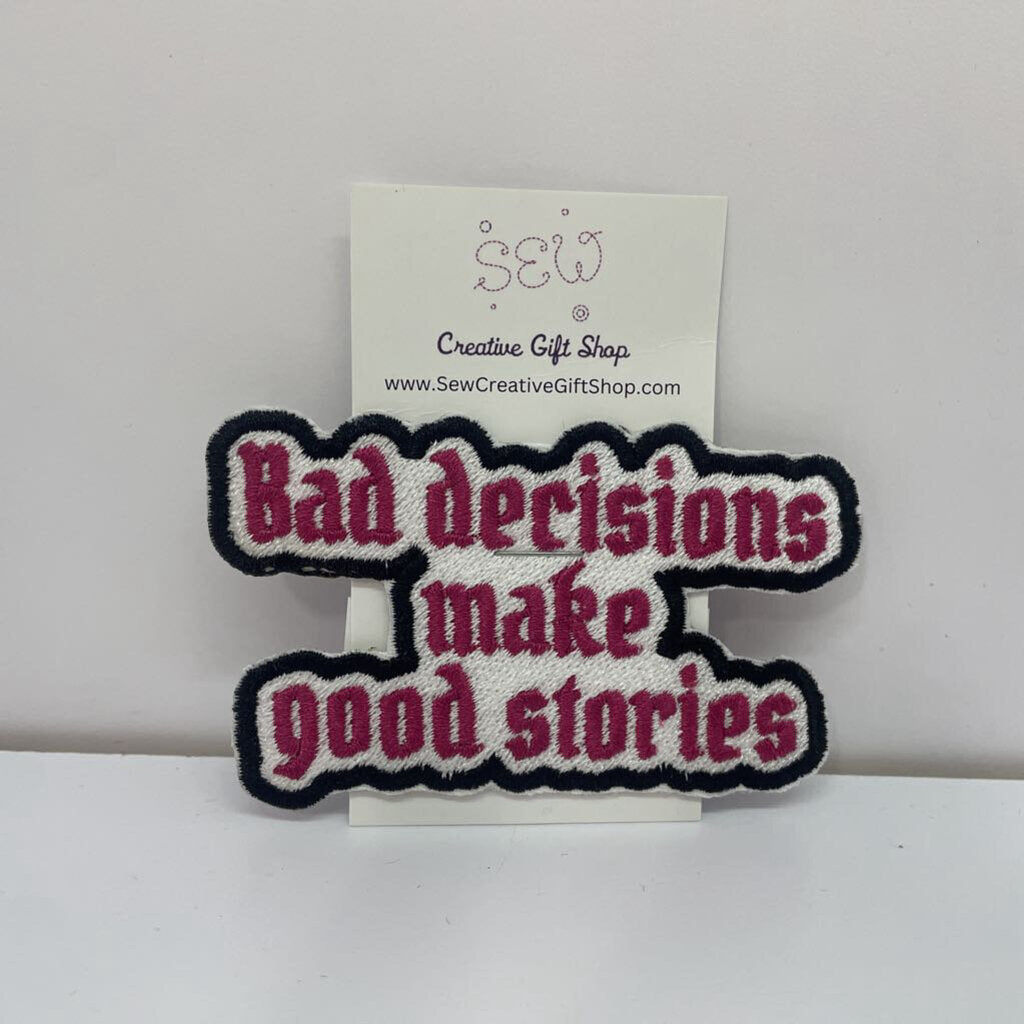 SEW
Creative Gift Shop
www.SewCreativeGiftShop.com
Bad decisions
make
good stories